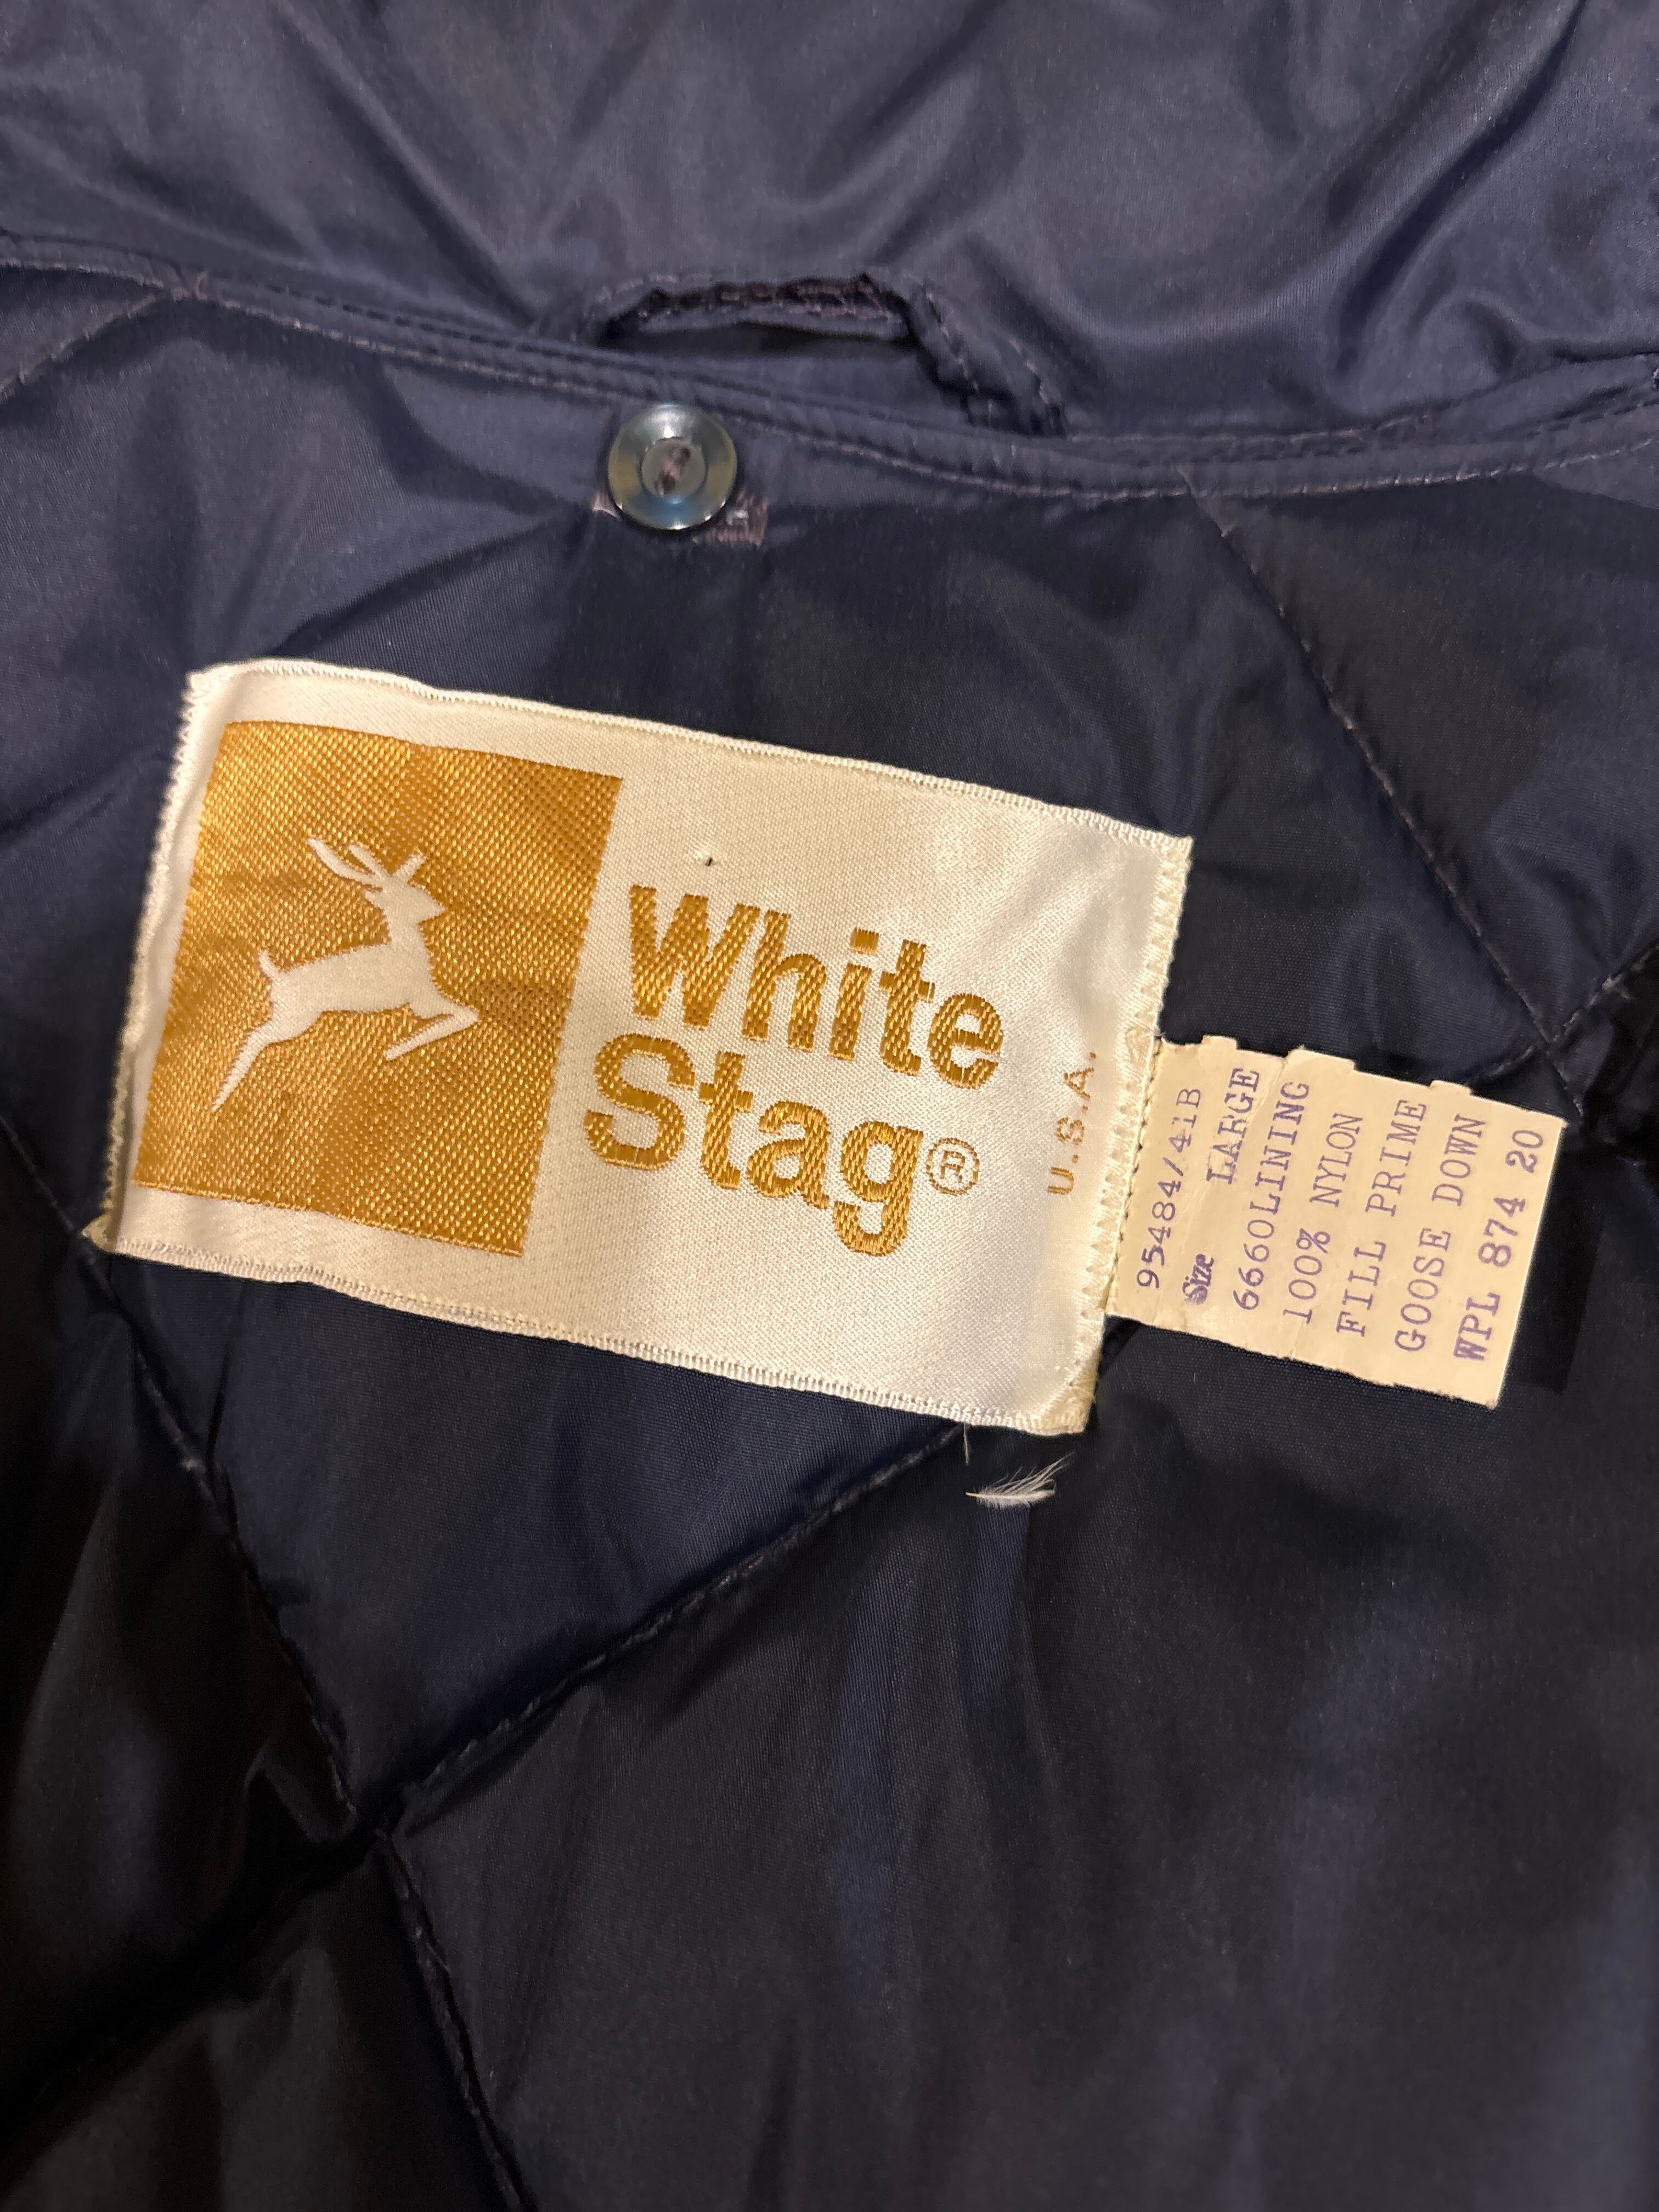 White
Stag®
U.S.A.
95484/41B
Size LARGE
6660LINING
100% NYLON
FILL PRIME
GOOSE DOWN
WPL 874 20